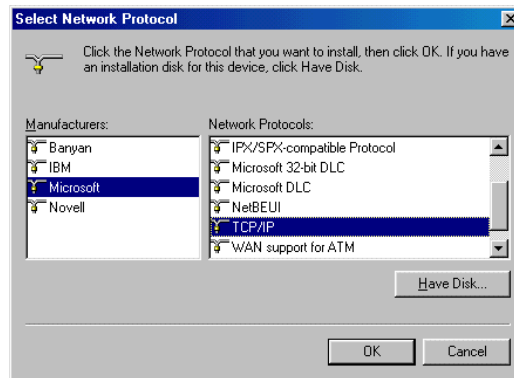 Select Network Protocol
Click the Network Protocol that you want to install, then click OK. If you have
an installation disk for this device, click Have Disk.
Manufacturers:
Banyan
IBM
Microsoft
Novell
Network Protocols:
IPX/SPX-compatible Protocol
Microsoft 32-bit DLC
Microsoft DLC
NetBEUI
TCP/IP
WAN support for ATM
Have Disk...
OK
Cancel